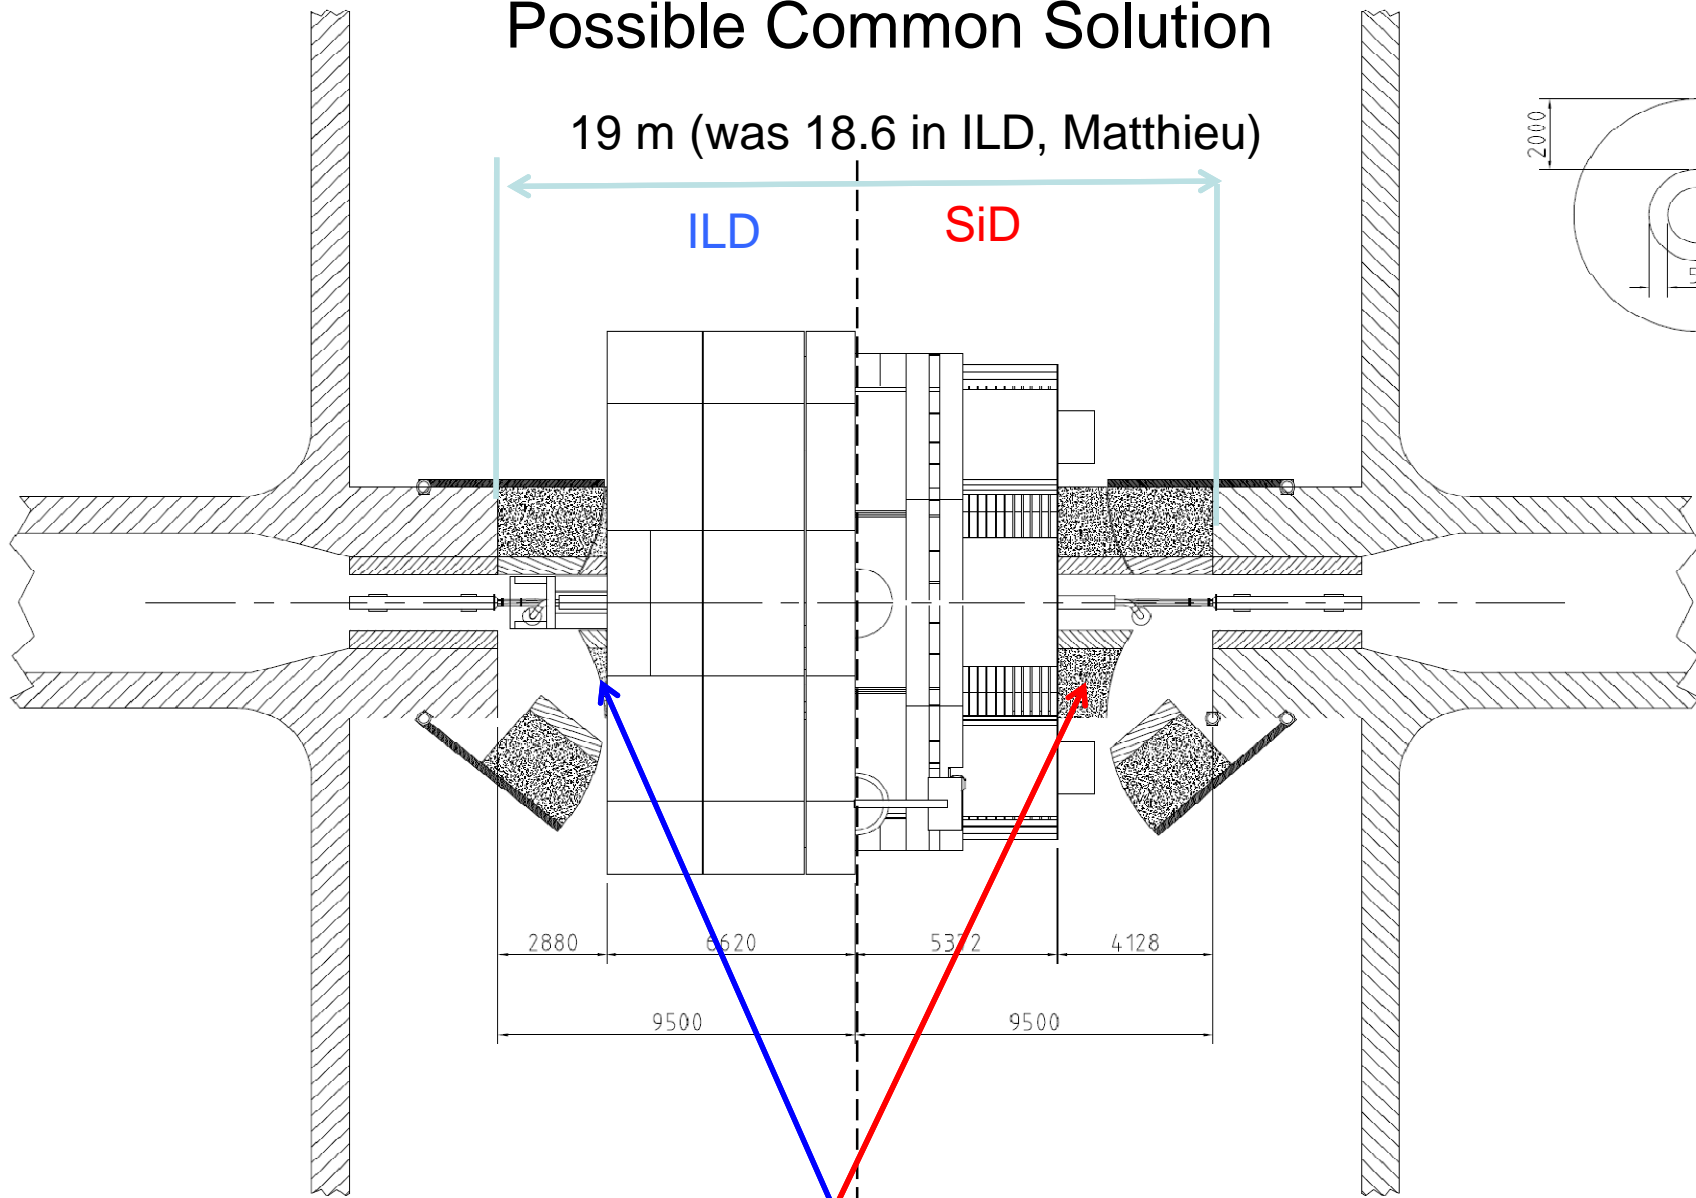 Possible Common Solution
19 m (was 18.6 in ILD, Matthieu)
2000
ILD
SiD
5
2880
6620
5372
4128
9500
9500